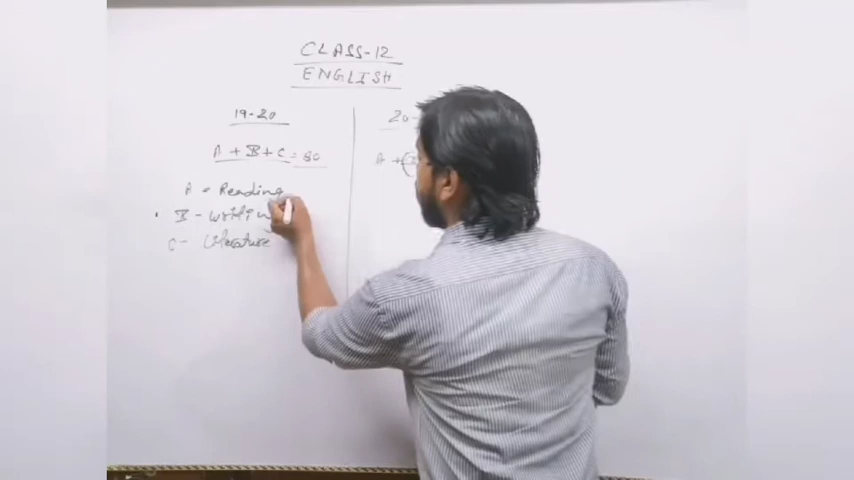 CLASS-12
ENGLISH
19-20
A + B + C = 80
A = Reading
B - writing
C - Literature
20-
A +